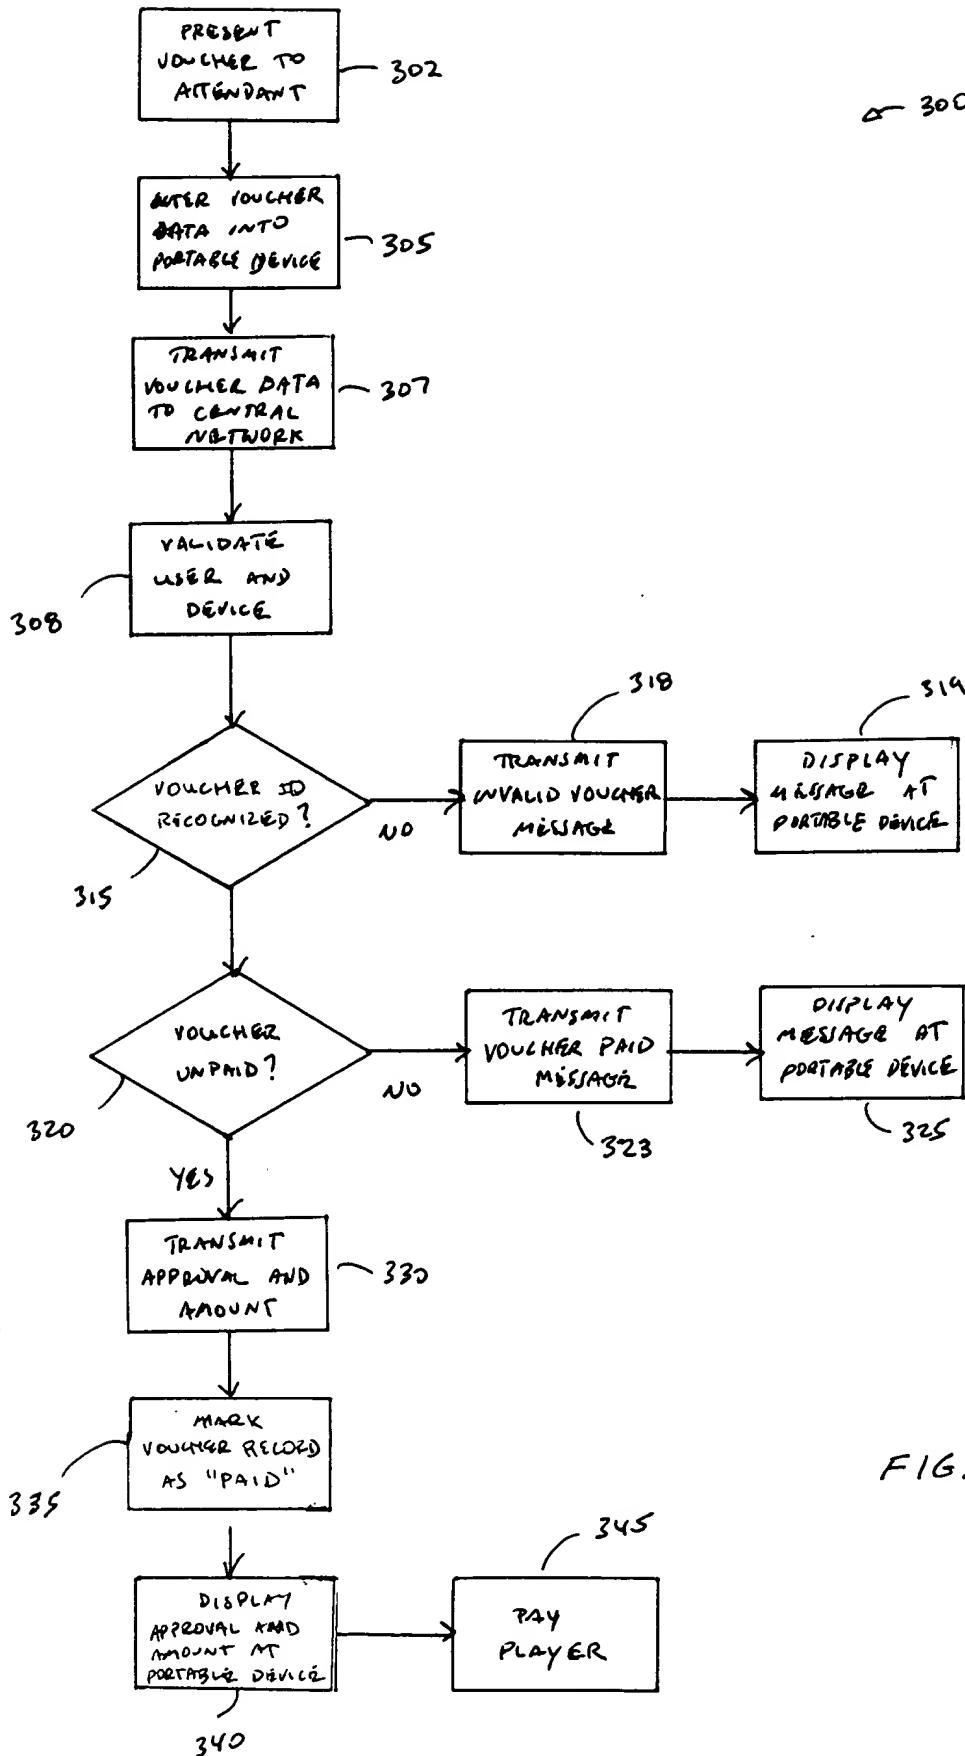 PRESENT
VOUCHER TO
ATTENDANT
302
300
ENTER VOUCHER
DATA INTO
PORTABLE DEVICE
305
TRANSMIT
VOUCHER DATA
TO CENTRAL
NETWORK
307
VALIDATE
USER AND
DEVICE
308
VOUCHER ID
RECOGNIZED?
315
NO
318
TRANSMIT
INVALID VOUCHER
MESSAGE
319
DISPLAY
MESSAGE AT
PORTABLE DEVICE
VOUCHER
UNPAID?
320
NO
TRANSMIT
VOUCHER PAID
MESSAGE
323
DISPLAY
MESSAGE AT
PORTABLE DEVICE
325
YES
TRANSMIT
APPROVAL AND
AMOUNT
330
MARK
VOUCHER RECORD
AS "PAID"
335
FIG.
DISPLAY
APPROVAL AND
AMOUNT AT
PORTABLE DEVICE
340
345
PAY
PLAYER